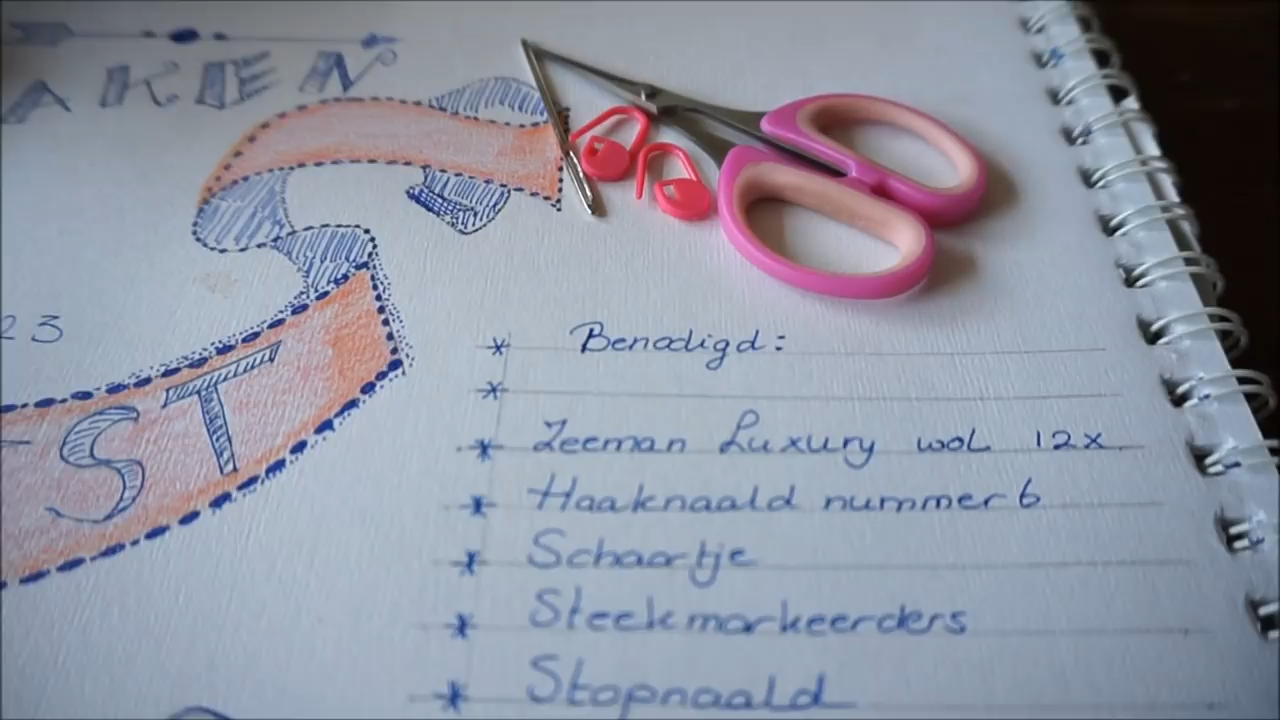 AKEN
23
ST
Benodigd:
Zeeman Luxury wol 12x
Haaknaald nummer 6
Schaartje
Steekmarkeerders
Stopnaald